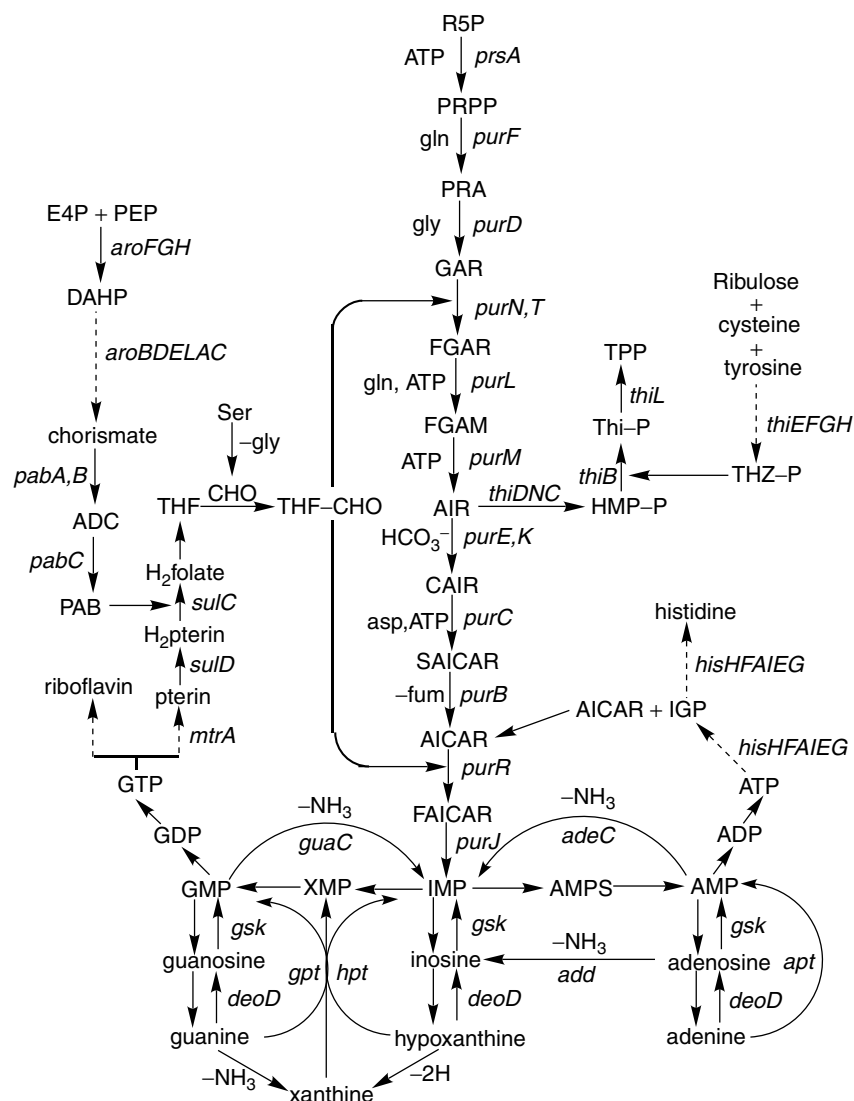 R5P
ATP prsA
PRPP
gln purF
PRA
E4P + PEP
gly purD
aroFGH
GAR
DAHP
Ribulose
+
cysteine
+
tyrosine
purN,T
aroBDELAC
FGAR
TPP
gln, ATP purL
thiL
Ser
chorismate
FGAM
Thi–P
thiEFGH
–gly
pabA,B
ATP purM
thiB
THZ–P
CHO
THF
THF–CHO
AIR
thiDNC
HMP–P
ADC
HCO₃⁻ purE,K
pabC
H₂folate
CAIR
PAB
sulC
asp,ATP purC
histidine
H₂pterin
SAICAR
sulD
hisHFAIEG
riboflavin
pterin
–fum purB
AICAR + IGP
mtrA
AICAR
hisHFAIEG
purR
GTP
ATP
–NH₃
FAICAR
–NH₃
GDP
guaC
purJ
adeC
ADP
GMP
XMP
IMP
AMPS
AMP
gsk
gsk
gsk
guanosine
gpt
hpt
inosine
–NH₃
add
adenosine
apt
deoD
deoD
deoD
guanine
hypoxanthine
adenine
–NH₃
–2H
xanthine